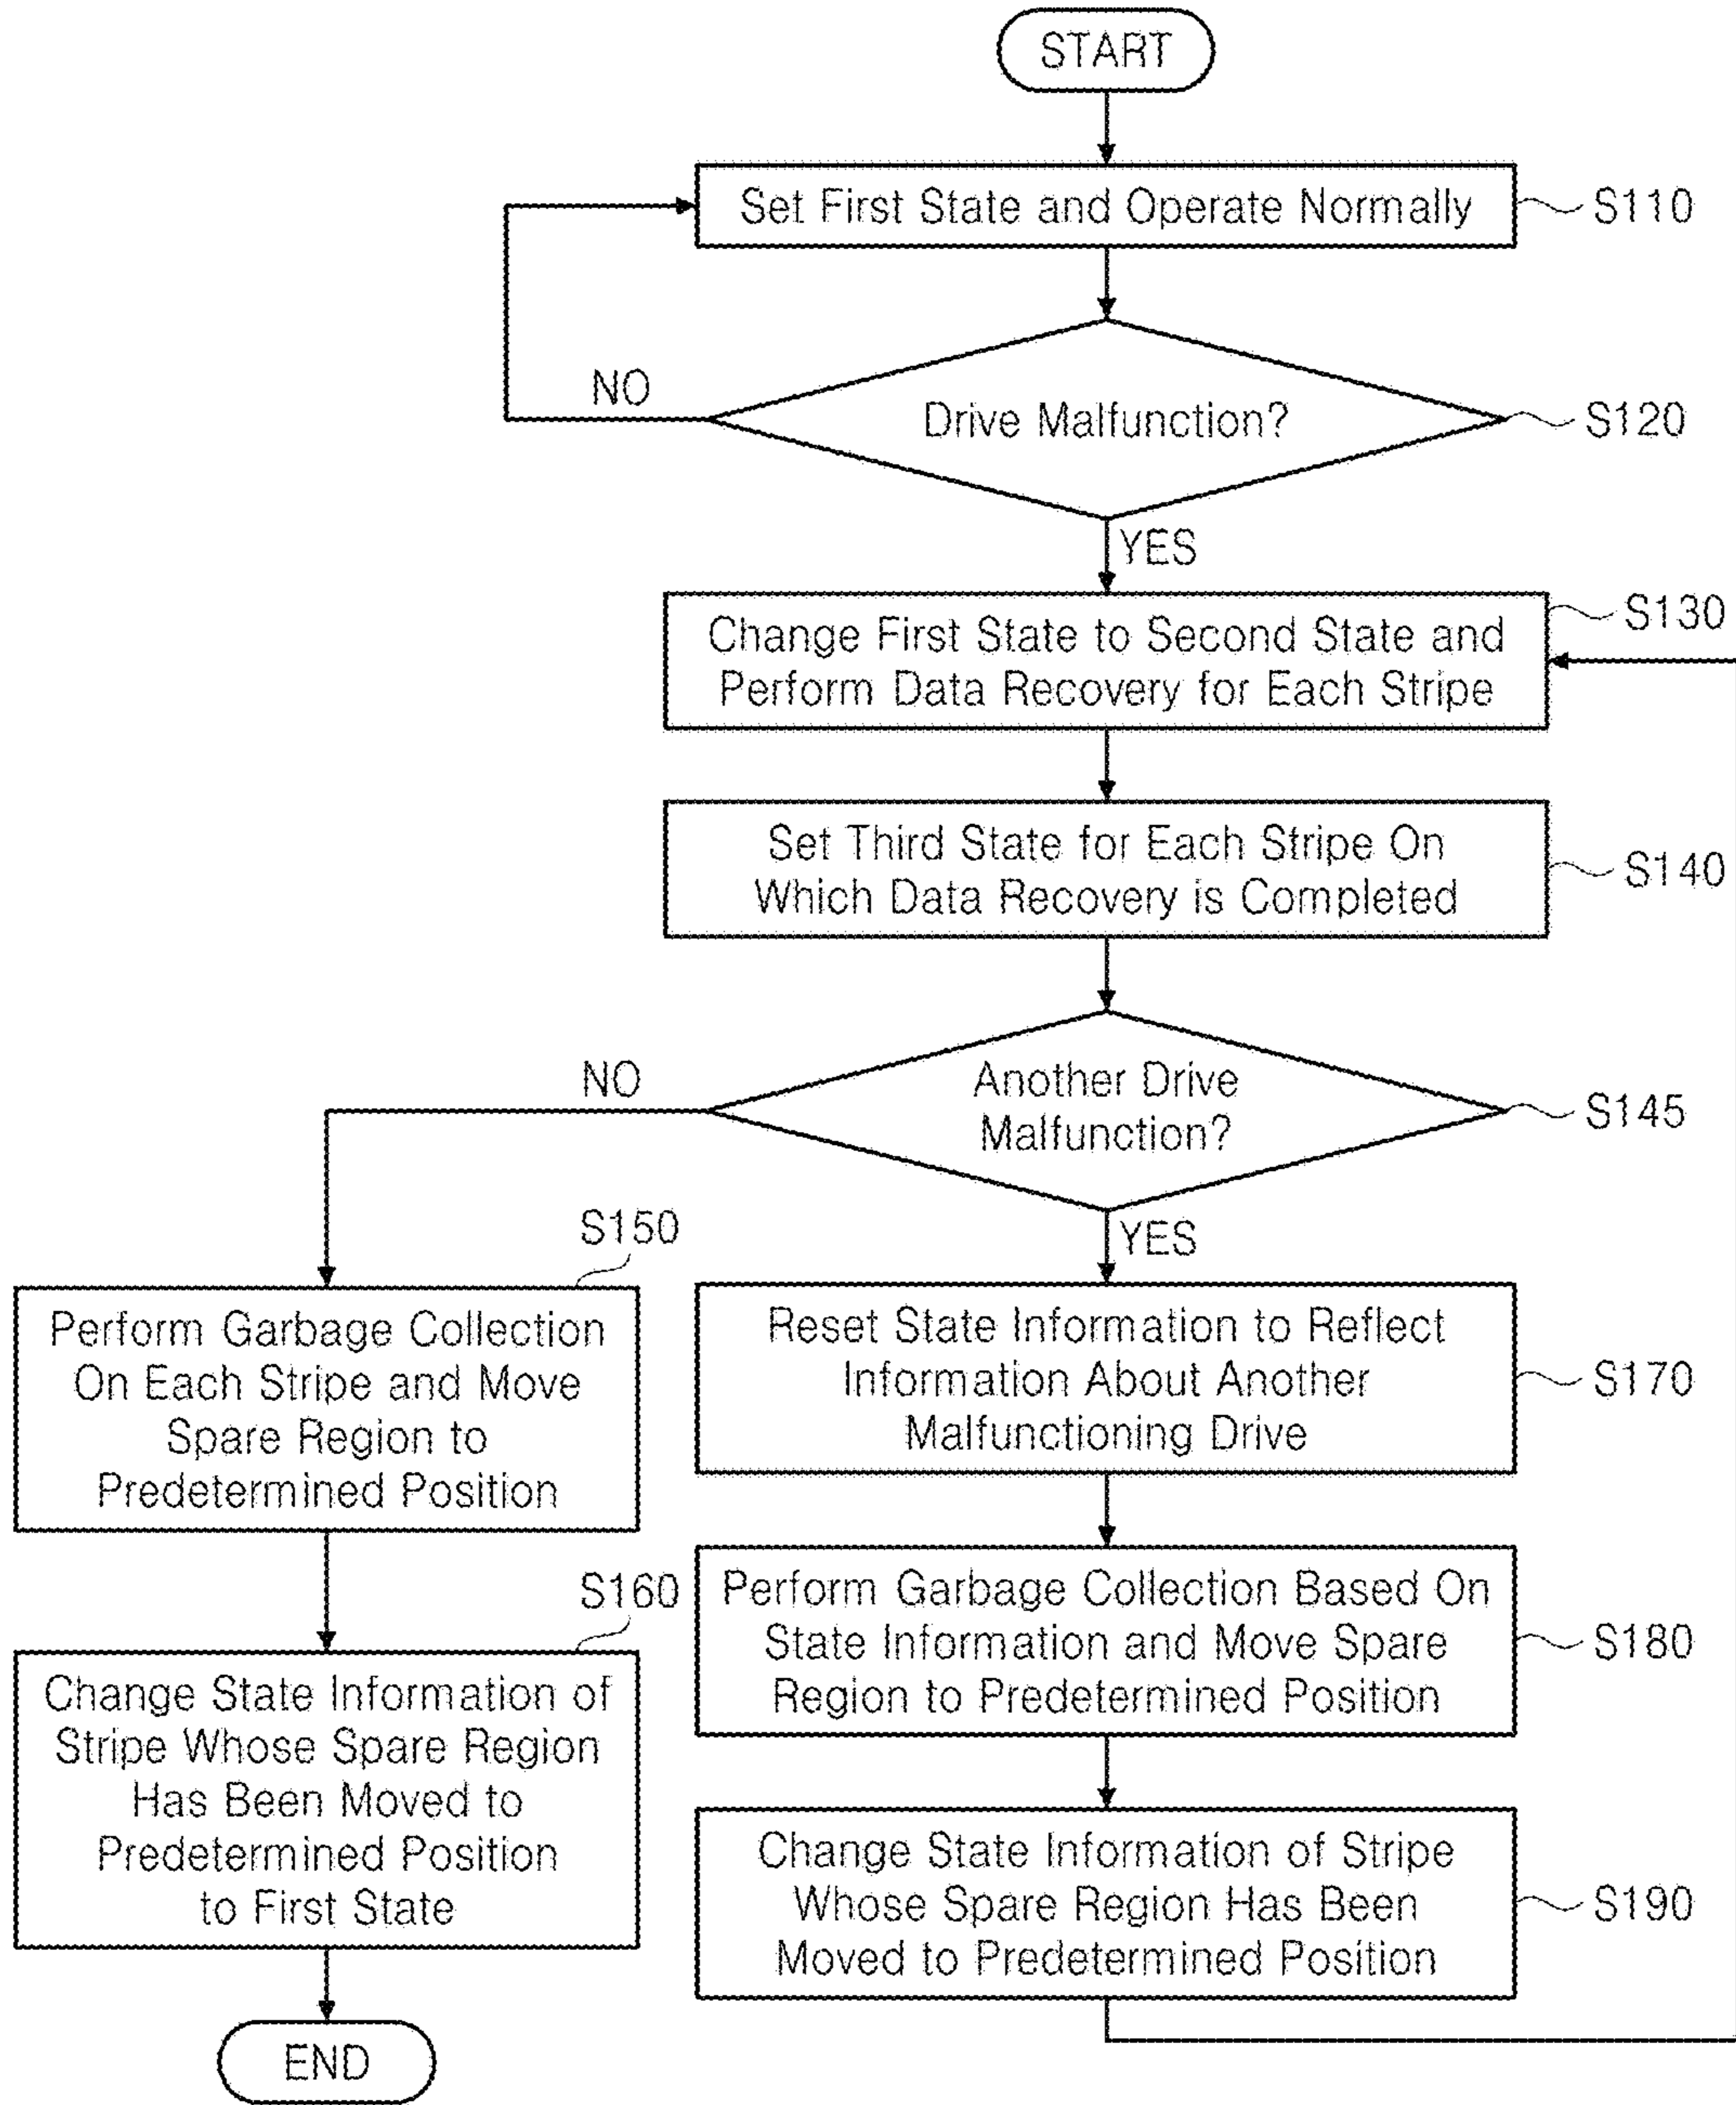 START
Set First State and Operate Normally
S110
NO
Drive Malfunction?
S120
YES
Change First State to Second State and
Perform Data Recovery for Each Stripe
S130
Set Third State for Each Stripe On
Which Data Recovery is Completed
S140
NO
Another Drive
Malfunction?
S145
YES
S150
Perform Garbage Collection
On Each Stripe and Move
Spare Region to
Predetermined Position
Reset State Information to Reflect
Information About Another
Malfunctioning Drive
S170
S160
Change State Information of
Stripe Whose Spare Region
Has Been Moved to
Predetermined Position
to First State
Perform Garbage Collection Based On
State Information and Move Spare
Region to Predetermined Position
S180
Change State Information of Stripe
Whose Spare Region Has Been
Moved to Predetermined Position
S190
END